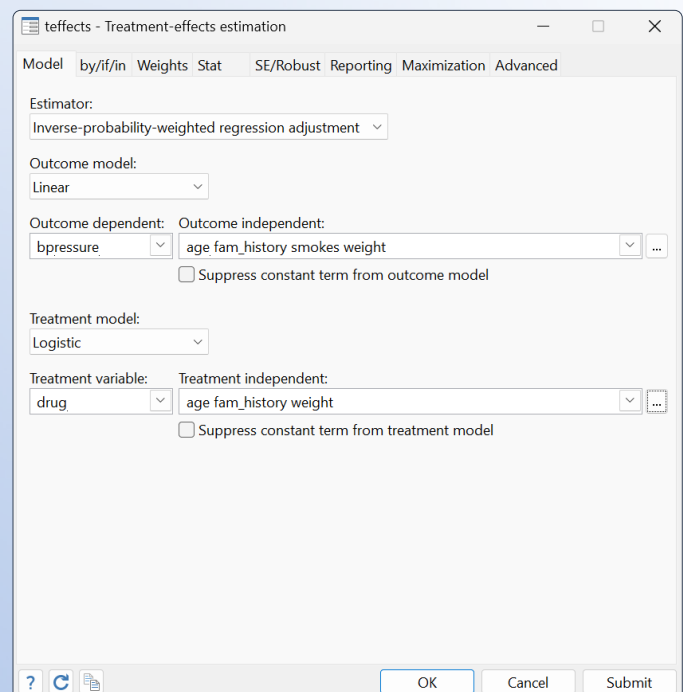 teffects - Treatment-effects estimation
Model by/if/in Weights Stat SE/Robust Reporting Maximization Advanced
Estimator:
Inverse-probability-weighted regression adjustment
Outcome model:
Linear
Outcome dependent: Outcome independent:
bpressure age fam_history smokes weight ...
Suppress constant term from outcome model
Treatment model:
Logistic
Treatment variable: Treatment independent:
drug age fam_history weight ...
Suppress constant term from treatment model
? OK Cancel Submit